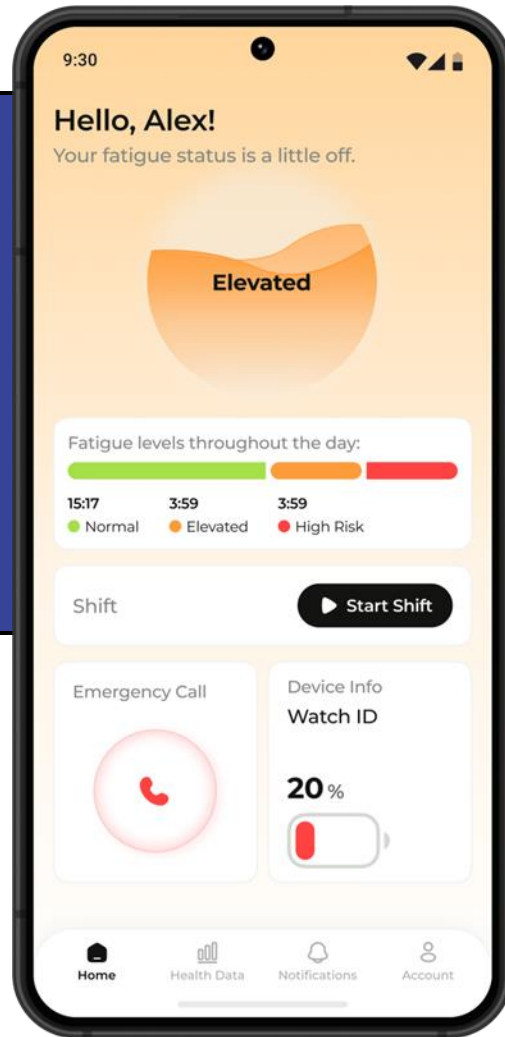 9:30
Hello, Alex!
Your fatigue status is a little off.
Elevated
Fatigue levels throughout the day:
15:17 3:59 3:59
Normal Elevated High Risk
Shift Start Shift
Emergency Call
Device Info
Watch ID
20 %
Home Health Data Notifications Account